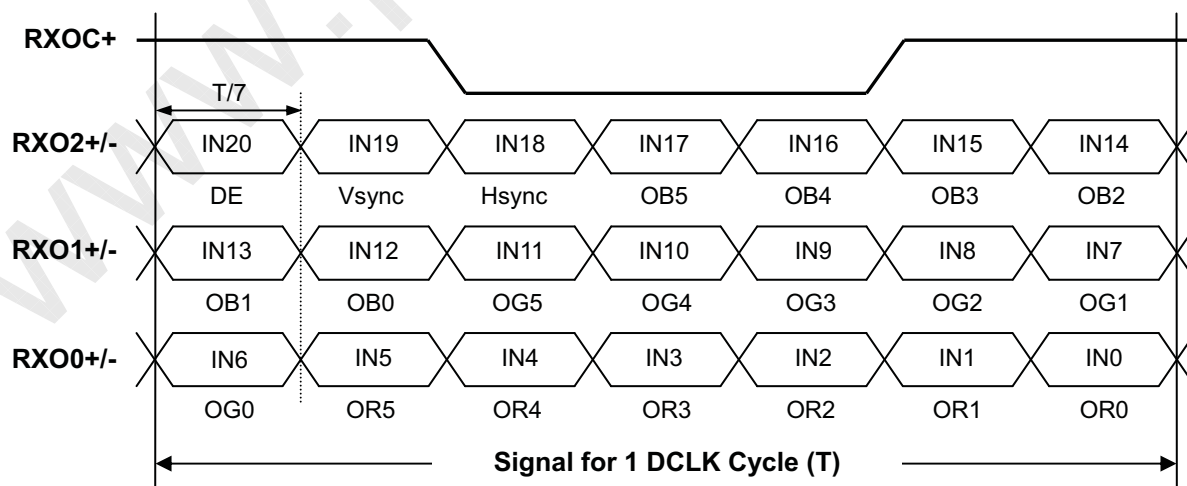 RXOC+
T/7
RXO2+/- IN20 IN19 IN18 IN17 IN16 IN15 IN14
DE Vsync Hsync OB5 OB4 OB3 OB2
RXO1+/- IN13 IN12 IN11 IN10 IN9 IN8 IN7
OB1 OB0 OG5 OG4 OG3 OG2 OG1
RXO0+/- IN6 IN5 IN4 IN3 IN2 IN1 IN0
OG0 OR5 OR4 OR3 OR2 OR1 OR0
Signal for 1 DCLK Cycle (T)